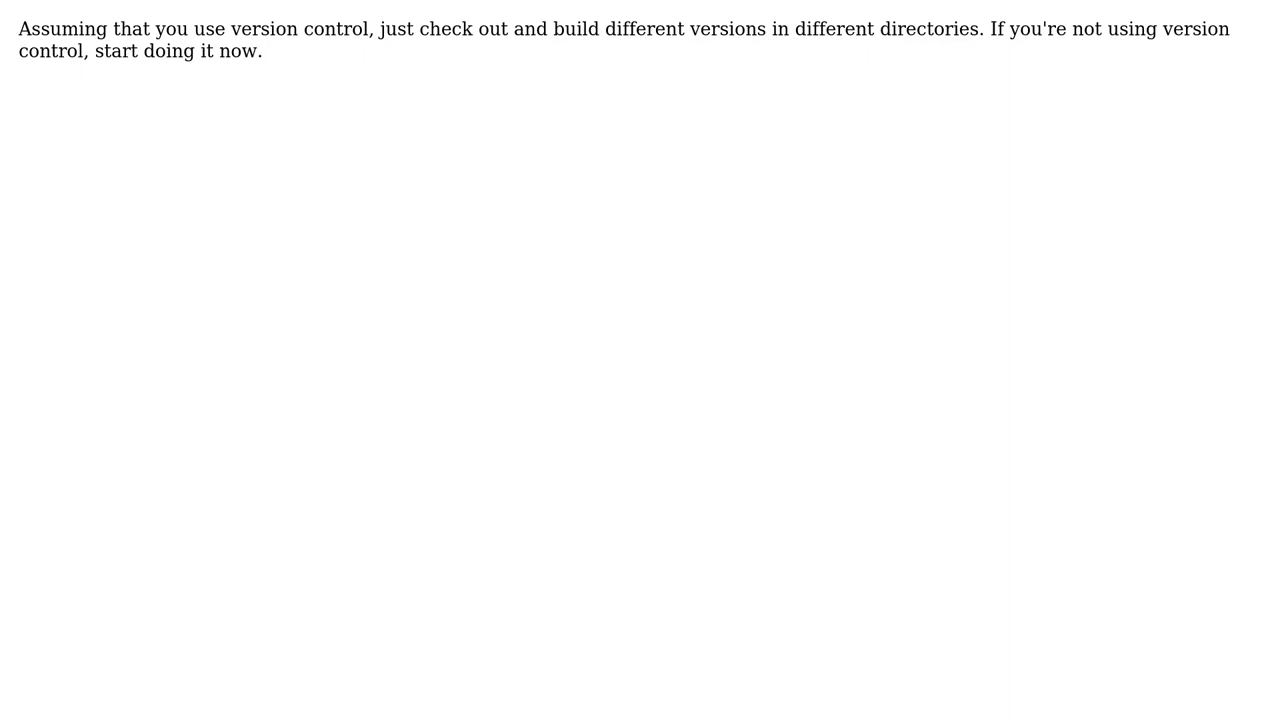 Assuming that you use version control, just check out and build different versions in different directories. If you're not using version
control, start doing it now.